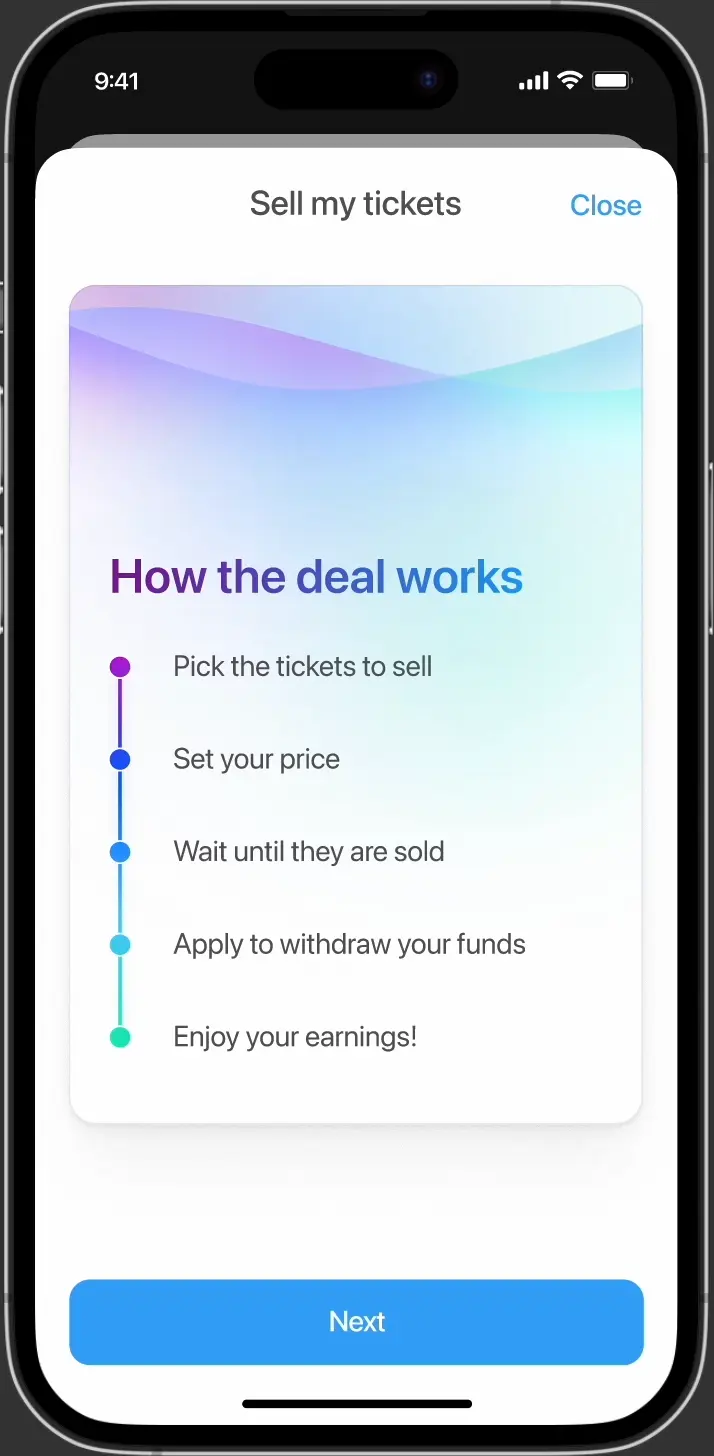 9:41
Sell my tickets
Close
How the deal works
Pick the tickets to sell
Set your price
Wait until they are sold
Apply to withdraw your funds
Enjoy your earnings!
Next